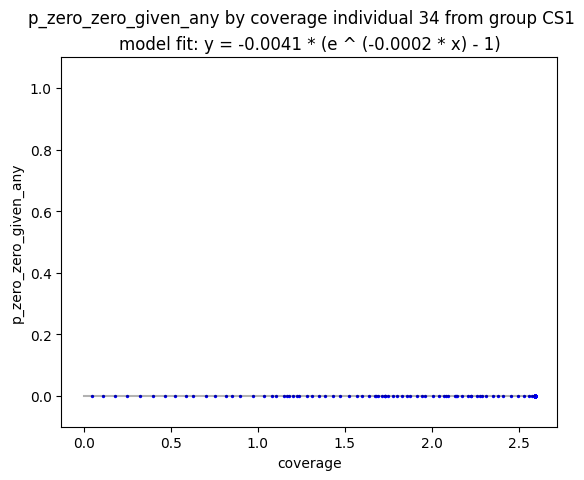 p_zero_zero_given_any by coverage individual 34 from group CS1
model fit: y = -0.0041 * (e ^ (-0.0002 * x) - 1)
1.0
0.8
0.6
0.4
0.2
0.0
p_zero_zero_given_any
0.0 0.5 1.0 1.5 2.0 2.5
coverage